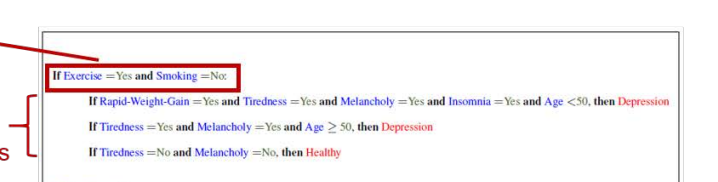 If Exercise =Yes and Smoking =No:
If Rapid-Weight-Gain =Yes and Tiredness =Yes and Melancholy =Yes and Insomnia =Yes and Age <50, then Depression
If Tiredness =Yes and Melancholy =Yes and Age ≥ 50, then Depression
If Tiredness =No and Melancholy =No, then Healthy